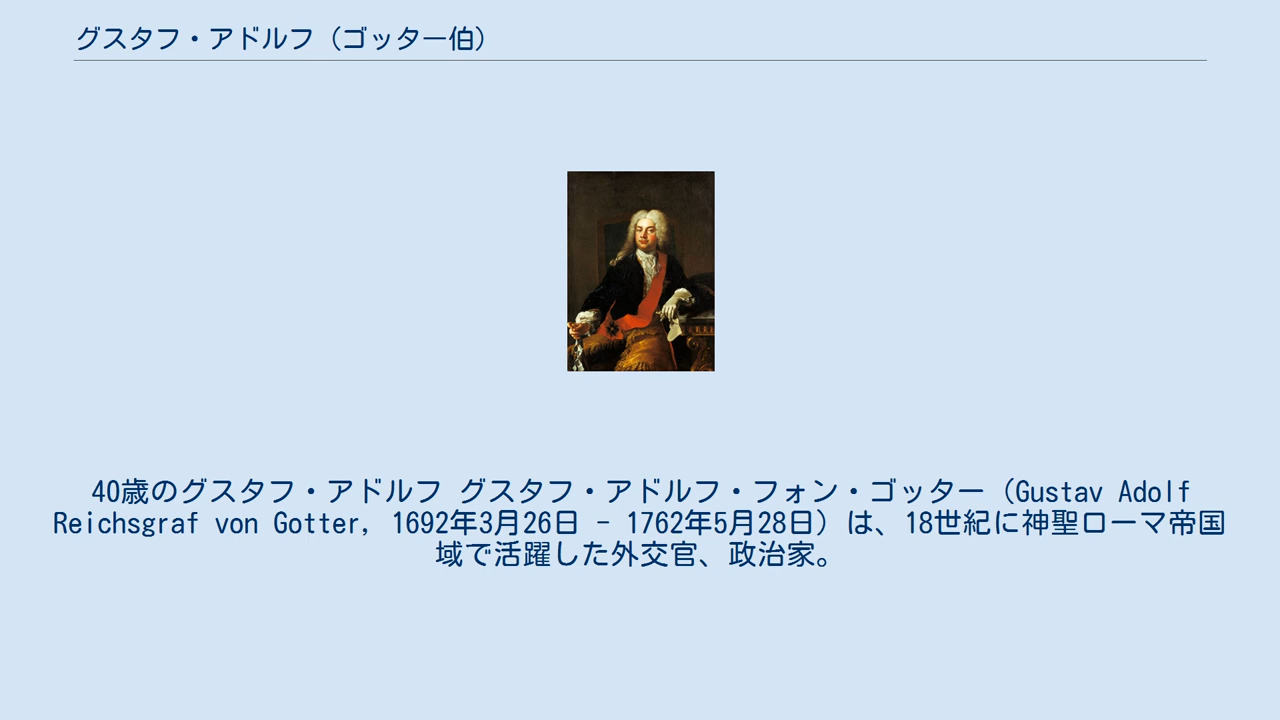 グスタフ・アドルフ（ゴッター伯）
40歳のグスタフ・アドルフ グスタフ・アドルフ・フォン・ゴッター（Gustav Adolf
Reichsgraf von Gotter, 1692年3月26日 - 1762年5月28日）は、18世紀に神聖ローマ帝国
域で活躍した外交官、政治家。